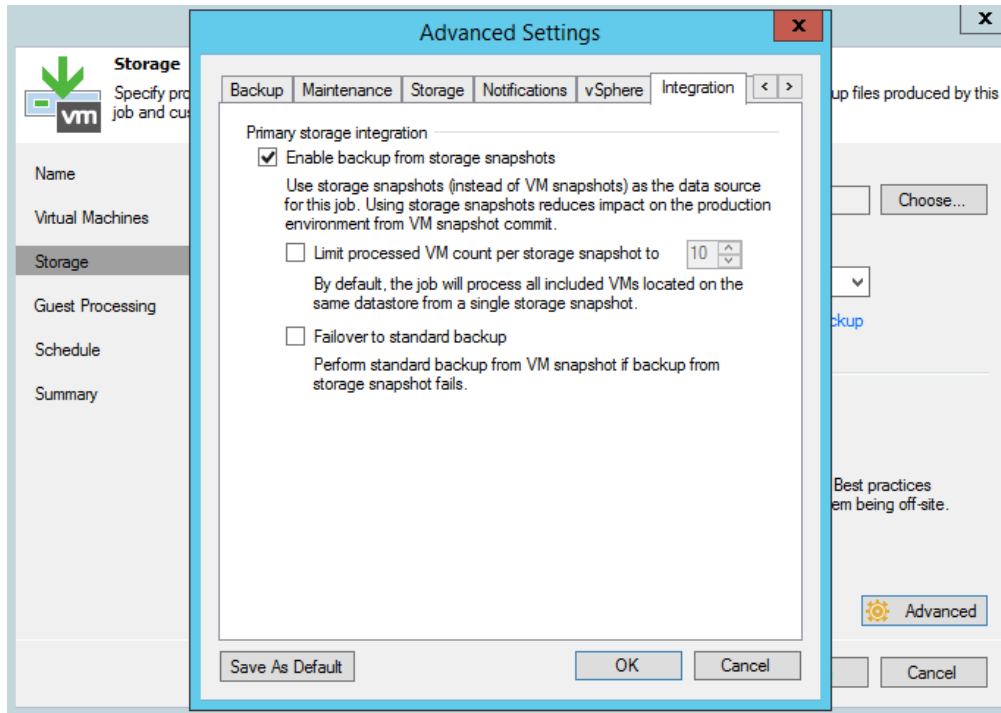 Advanced Settings
x
x
Storage
Specify
job and
up files produced by this
vm
Backup
Maintenance
Storage
Notifications
vSphere
Integration
<
>
Primary storage integration
Enable backup from storage snapshots
Use storage snapshots (instead of VM snapshots) as the data source
for this job. Using storage snapshots reduces impact on the production
environment from VM snapshot commit.
Limit processed VM count per storage snapshot to
10
By default, the job will process all included VMs located on the
same datastore from a single storage snapshot.
Failover to standard backup
Perform standard backup from VM snapshot if backup from
storage snapshot fails.
Name
Virtual Machines
Storage
Guest Processing
Schedule
Summary
Choose...
ckup
Best practices
em being off-site.
Advanced
Save As Default
OK
Cancel
Cancel